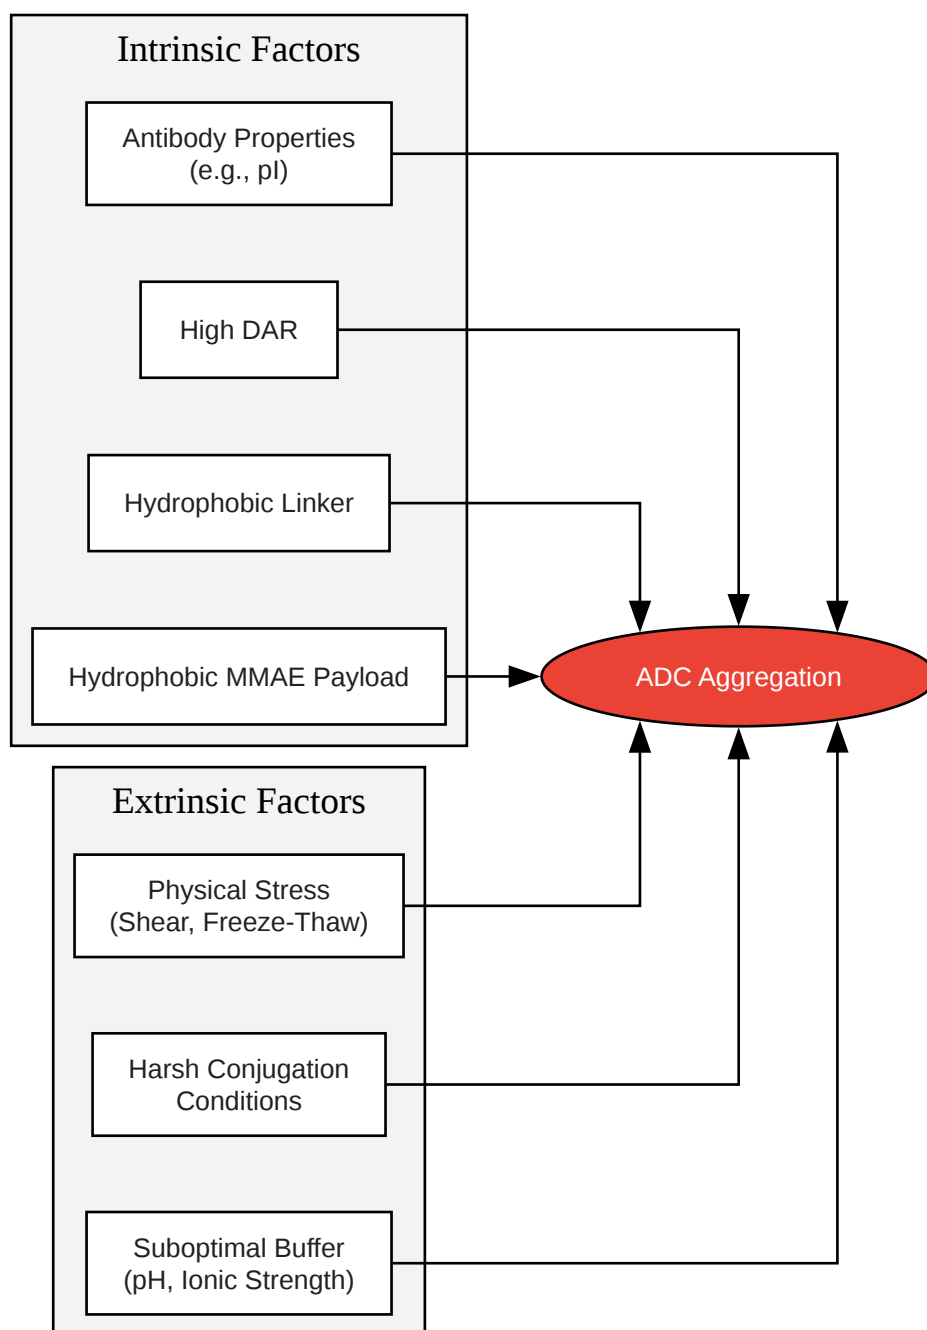 Intrinsic Factors
Antibody Properties
(e.g., pI)
High DAR
Hydrophobic Linker
Hydrophobic MMAE Payload
ADC Aggregation
Extrinsic Factors
Physical Stress
(Shear, Freeze-Thaw)
Harsh Conjugation
Conditions
Suboptimal Buffer
(pH, Ionic Strength)